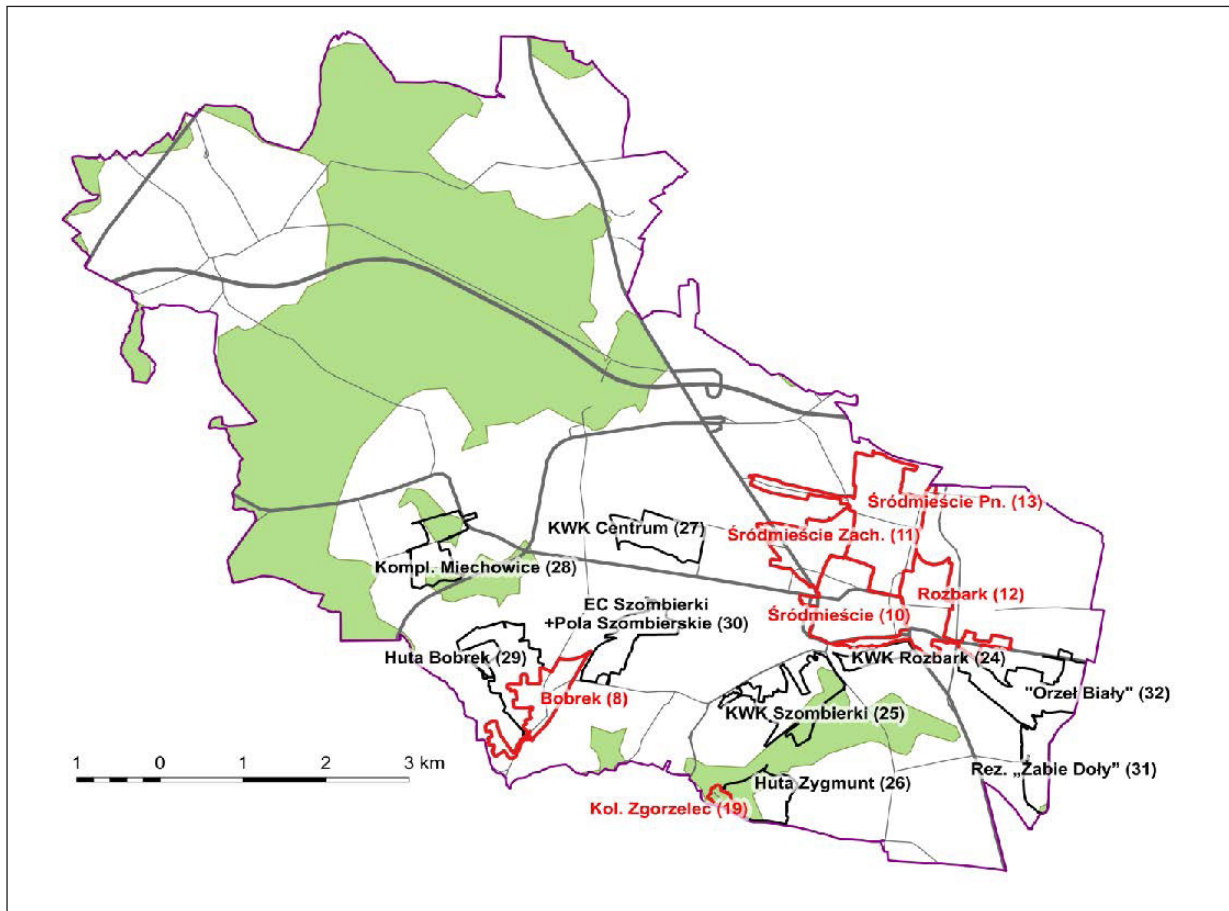 Śródmieście Pn. (13)
KWK Centrum (27)
Śródmieście Zach. (11)
Kompl. Miechowice (28)
Rozbark (12)
EC Szombierki
+Pola Szombierskie (30)
Śródmieście (10)
Huta Bobrek (29)
KWK Rozbark (24)
Bobrek (8)
"Orzeł Biały" (32)
KWK Szombierki (25)
1 0 1 2 3 km
Huta Zygmunt (26)
Rez. „Żabie Doły” (31)
Kol. Zgorzelec (19)